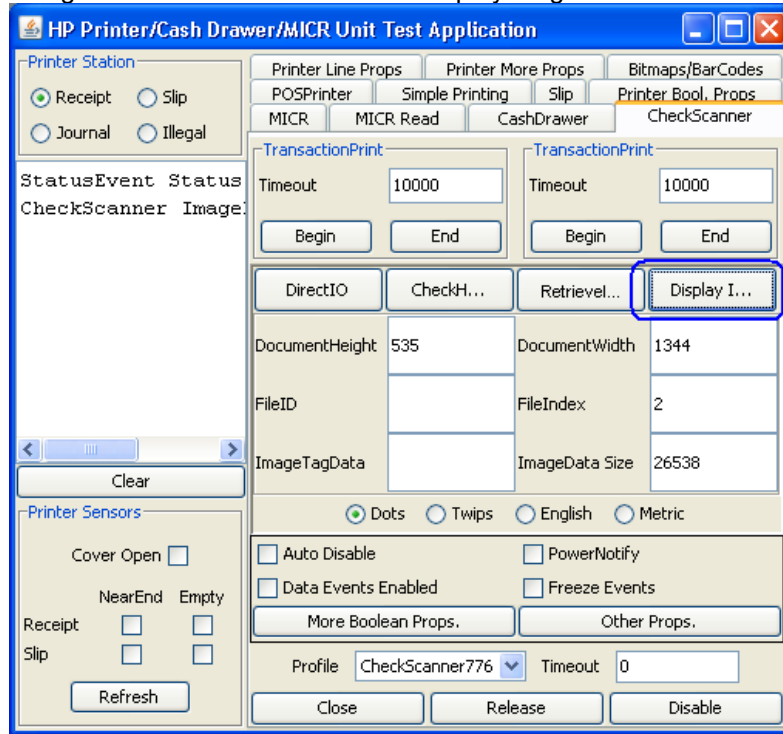 HP Printer/Cash Drawer/MICR Unit Test Application
Printer Station
Receipt Slip
Journal Illegal
StatusEvent Status
CheckScanner Image
Clear
Printer Sensors
Cover Open
NearEnd Empty
Receipt
Slip
Refresh
Printer Line Props Printer More Props Bitmaps/BarCodes
POSPrinter Simple Printing Slip Printer Bool. Props
MICR MICR Read CashDrawer CheckScanner
TransactionPrint TransactionPrint
Timeout 10000 Timeout 10000
Begin End Begin End
DirectIO CheckH... Retrievel... Display I...
DocumentHeight 535 DocumentWidth 1344
FileID FileIndex 2
ImageTagData ImageData Size 26538
Dots Twips English Metric
Auto Disable PowerNotify
Data Events Enabled Freeze Events
More Boolean Props. Other Props.
Profile CheckScanner776 Timeout 0
Close Release Disable